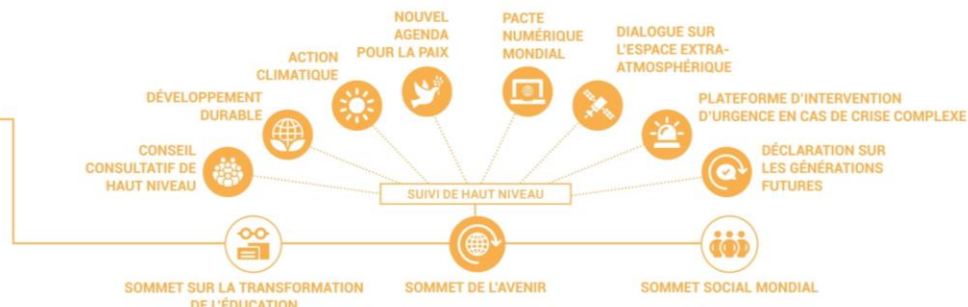 NOUVEL
AGENDA
POUR LA PAIX
PACTE
NUMÉRIQUE
MONDIAL
DIALOGUE SUR
L'ESPACE EXTRA-
ATMOSPHÉRIQUE
ACTION
CLIMATIQUE
DÉVELOPPEMENT
DURABLE
PLATEFORME D'INTERVENTION
D'URGENCE EN CAS DE CRISE COMPLEXE
CONSEIL
CONSULTATIF DE
HAUT NIVEAU
DÉCLARATION SUR
LES GÉNÉRATIONS
FUTURES
SUIVI DE HAUT NIVEAU
SOMMET SUR LA TRANSFORMATION
DE L'ÉDUCATION
SOMMET DE L'AVENIR
SOMMET SOCIAL MONDIAL